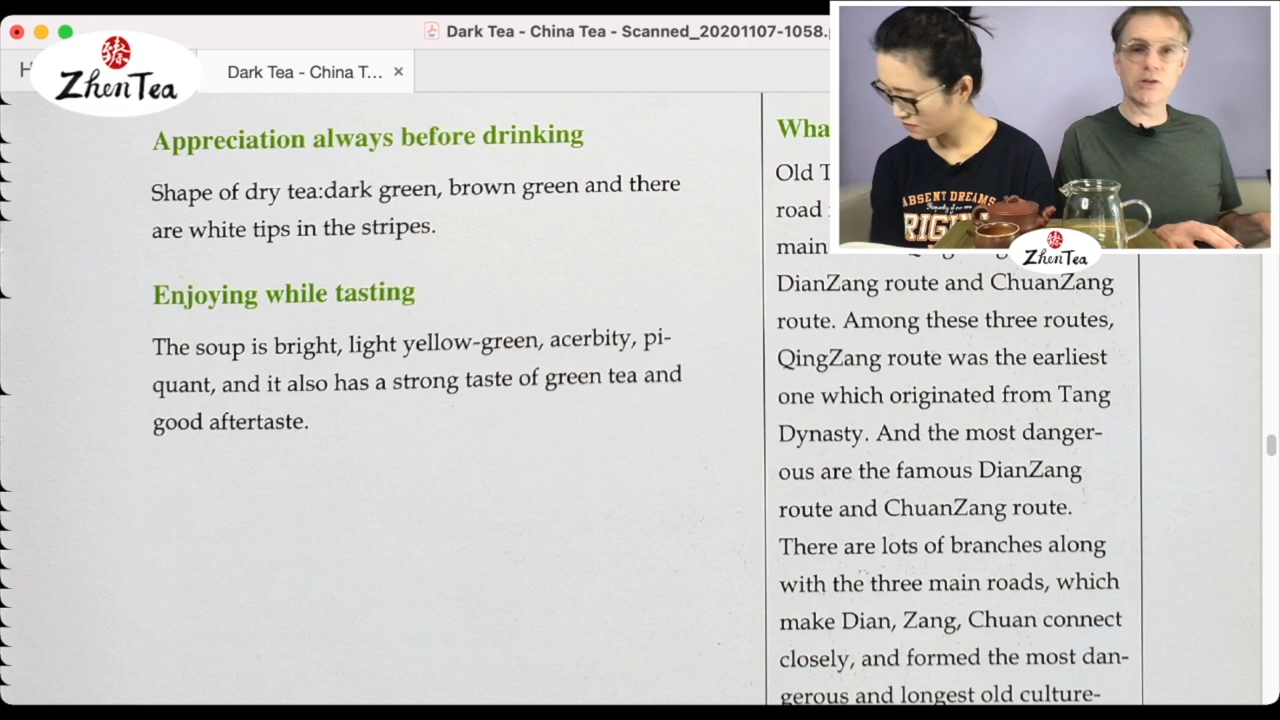 Dark Tea - China Tea - Scanned_20201107-1058.
H
Dark Tea - China T... ×
臻茶
ZhenTea
Appreciation always before drinking
Shape of dry tea:dark green, brown green and there
are white tips in the stripes.
Enjoying while tasting
The soup is bright, light yellow-green, acerbity, pi-
quant, and it also has a strong taste of green tea and
good aftertaste.
Wha
Old T
road
main
DianZang route and ChuanZang
route. Among these three routes,
QingZang route was the earliest
one which originated from Tang
Dynasty. And the most danger-
ous are the famous DianZang
route and ChuanZang route.
There are lots of branches along
with the three main roads, which
make Dian, Zang, Chuan connect
closely, and formed the most dan-
gerous and longest old culture-
ABSENT DREAMS
ORIGIN
ZhenTea